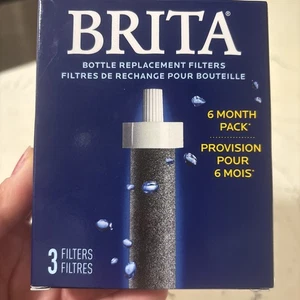 BRITA®
BOTTLE REPLACEMENT FILTERS
FILTRES DE RECHANGE POUR BOUTEILLE
6 MONTH
PACK*
PROVISION
POUR
6 MOIS*
3 FILTERS
FILTRES